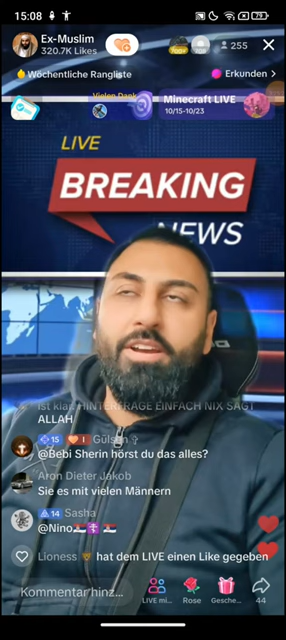 15:08
79
Ex-Muslim
320.7K Likes
255
Wöchentliche Rangliste
Erkunden >
Vielen Dank
Minecraft LIVE
10/15-10/23
LIVE
BREAKING
NEWS
ist klar HINTERFRAGE EINFACH NIX SAGT
ALLAH
15 Gülsen
@Bebi Sherin hörst du das alles?
Aron Dieter Jakob
Sie es mit vielen Männern
14 Sasha
@Nino
Lioness hat dem LIVE einen Like gegeben
Kommentar hinz...
LIVE mi...
Rose
Gesche...
44